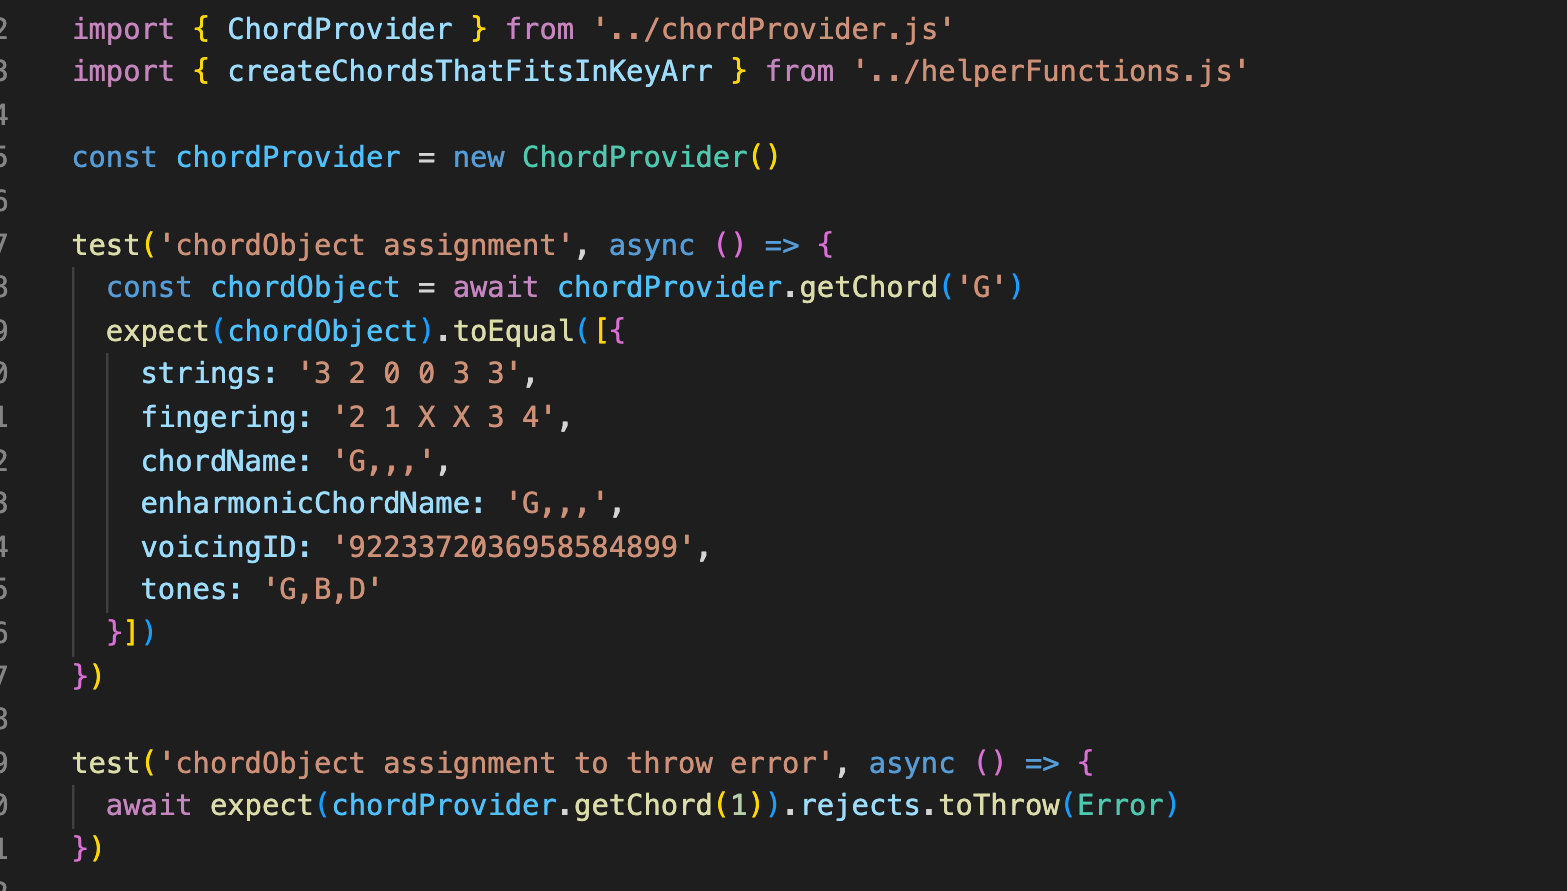 2 import { ChordProvider } from '../chordProvider.js'
3 import { createChordsThatFitsInKeyArr } from '../helperFunctions.js'
4
5 const chordProvider = new ChordProvider()
6
7 test('chordObject assignment', async () => {
8   const chordObject = await chordProvider.getChord('G')
9   expect(chordObject).toEqual([{
0     strings: '3 2 0 0 3 3',
1     fingering: '2 1 X X 3 4',
2     chordName: 'G,,,',
3     enharmonicChordName: 'G,,,',
4     voicingID: '9223372036958584899',
5     tones: 'G,B,D'
6   }])
7 })
8
9 test('chordObject assignment to throw error', async () => {
0   await expect(chordProvider.getChord(1)).rejects.toThrow(Error)
1 })
2